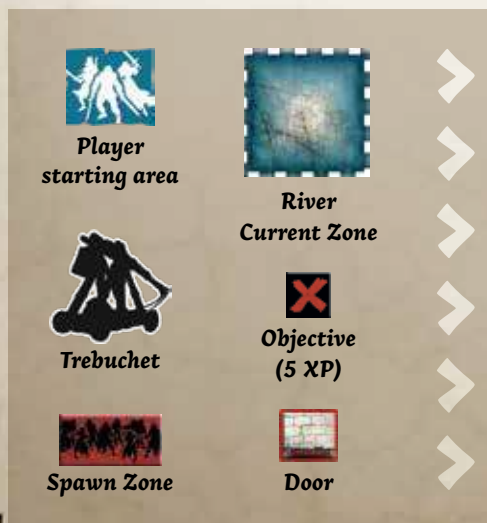 Player
starting area
River
Current Zone
Trebuchet
Objective
(5 XP)
Spawn Zone
Door